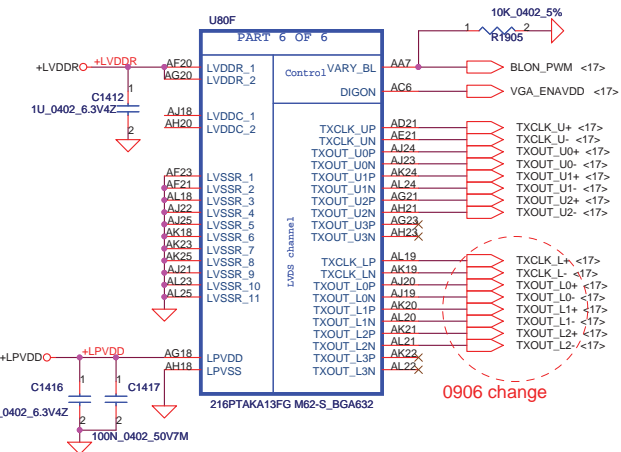 U80F
10K_0402_5%
PART 6 OF 6
1 2
R1905
+LVDDR
+LVDDR
AF20 LVDDR_1
AG20 LVDDR_2
Control
VARY_BL AA7
BLON_PWM <17>
DIGON AC6
VGA_ENAVDD <17>
1
C1412
1U_0402_6.3V4Z
2
AJ18 LVDDC_1
AH20 LVDDC_2
TXCLK_UP AD21 TXCLK_U+ <17>
TXCLK_UN AE21 TXCLK_U- <17>
TXOUT_U0P AJ24 TXOUT_U0+ <17>
TXOUT_U0N AJ23 TXOUT_U0- <17>
TXOUT_U1P AK24 TXOUT_U1+ <17>
TXOUT_U1N AL24 TXOUT_U1- <17>
TXOUT_U2P AG21 TXOUT_U2+ <17>
TXOUT_U2N AH21 TXOUT_U2- <17>
TXOUT_U3P AG23
TXOUT_U3N AH23
AF23 LVSSR_1
AF21 LVSSR_2
AL18 LVSSR_3
AJ22 LVSSR_4
AJ25 LVSSR_5
AK18 LVSSR_6
AK23 LVSSR_7
AK25 LVSSR_8
AJ21 LVSSR_9
AL23 LVSSR_10
AL25 LVSSR_11
LVDS channel
TXCLK_LP AL19 TXCLK_L+ <17>
TXCLK_LN AK19 TXCLK_L- <17>
TXOUT_L0P AJ20 TXOUT_L0+ <17>
TXOUT_L0N AJ19 TXOUT_L0- <17>
TXOUT_L1P AK20 TXOUT_L1+ <17>
TXOUT_L1N AL20 TXOUT_L1- <17>
TXOUT_L2P AK21 TXOUT_L2+ <17>
TXOUT_L2N AL21 TXOUT_L2- <17>
TXOUT_L3P AK22
TXOUT_L3N AL22
+LPVDD
+LPVDD
AG18 LPVDD
AH18 LPVSS
C1416
1
2
_0402_6.3V4Z
1
C1417
2
100N_0402_50V7M
216PTAKA13FG M62-S_BGA632
0906 change